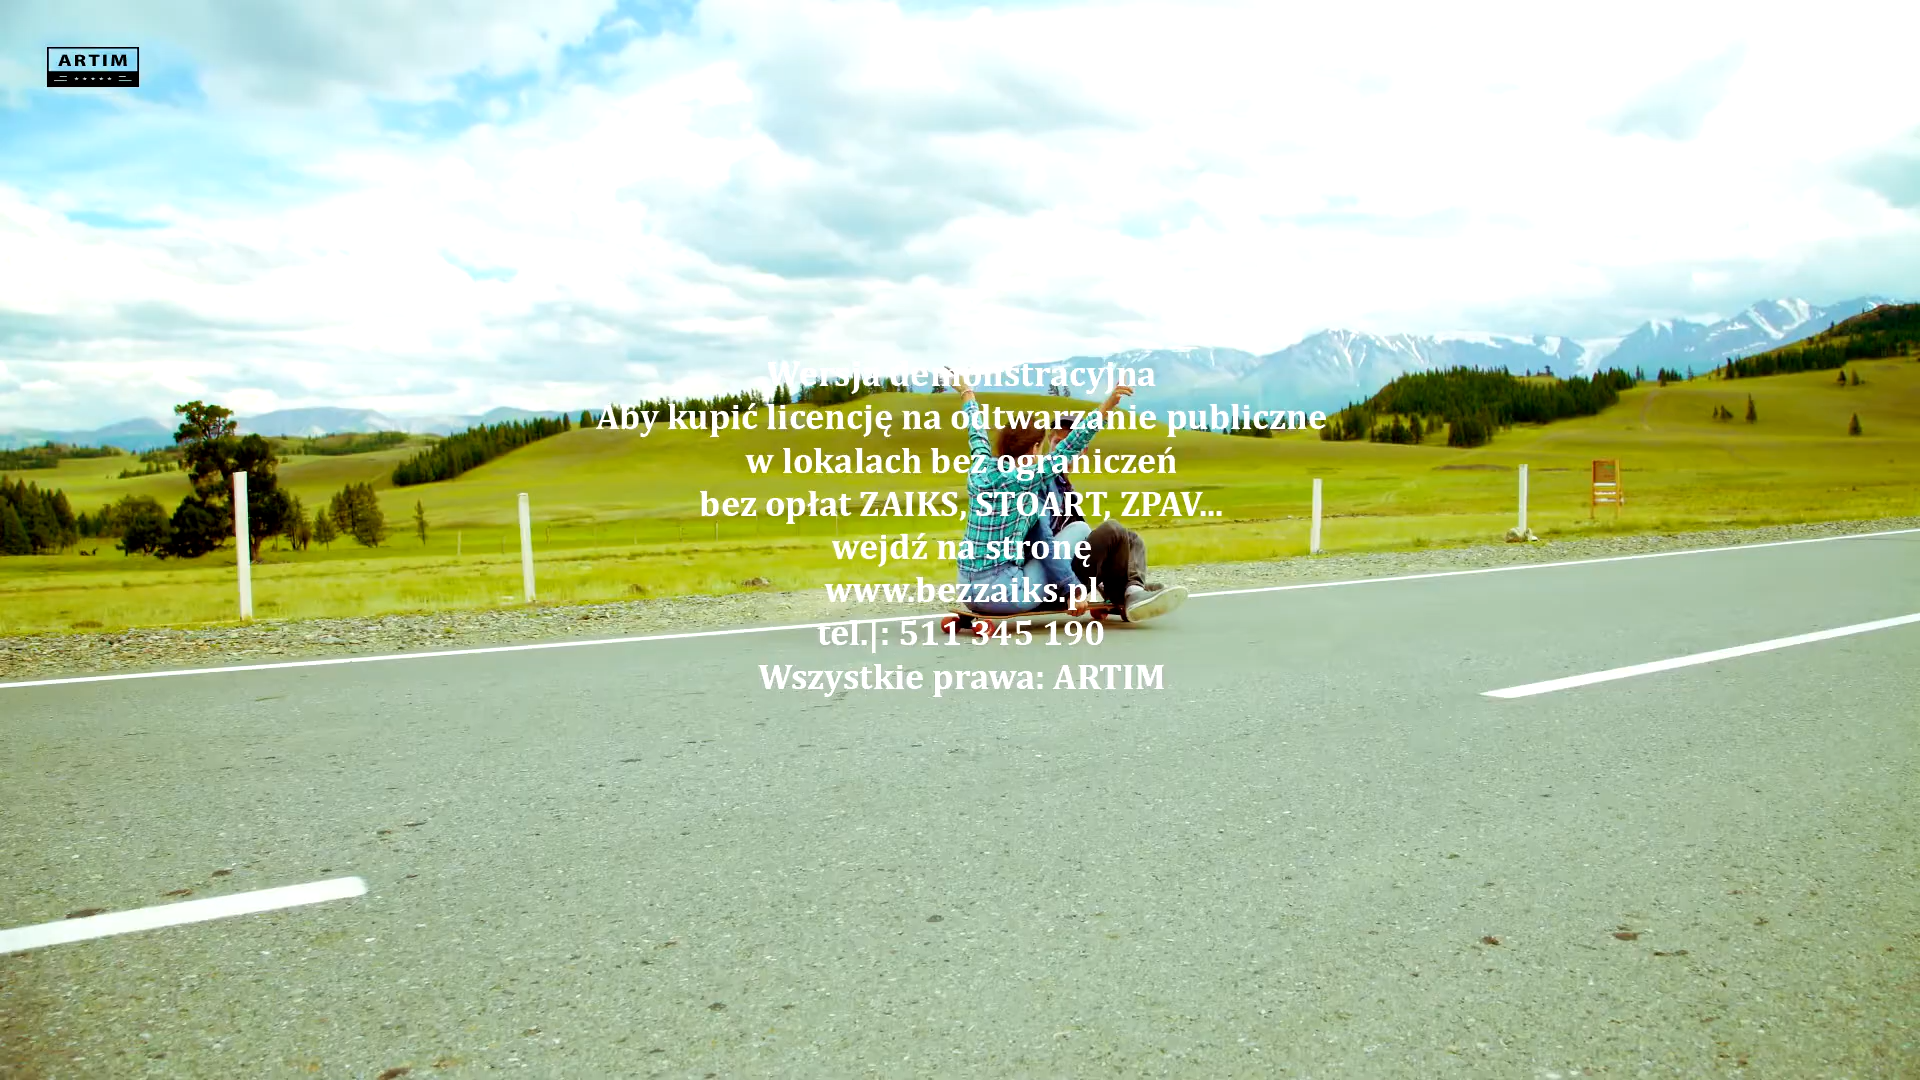 ARTIM
Wersja demonstracyjna
Aby kupić licencję na odtwarzanie publiczne
w lokalach bez ograniczeń
bez opłat ZAIKS, STOART, ZPAV...
wejdź na stronę
www.bezzaiks.pl
tel.|: 511 345 190
Wszystkie prawa: ARTIM